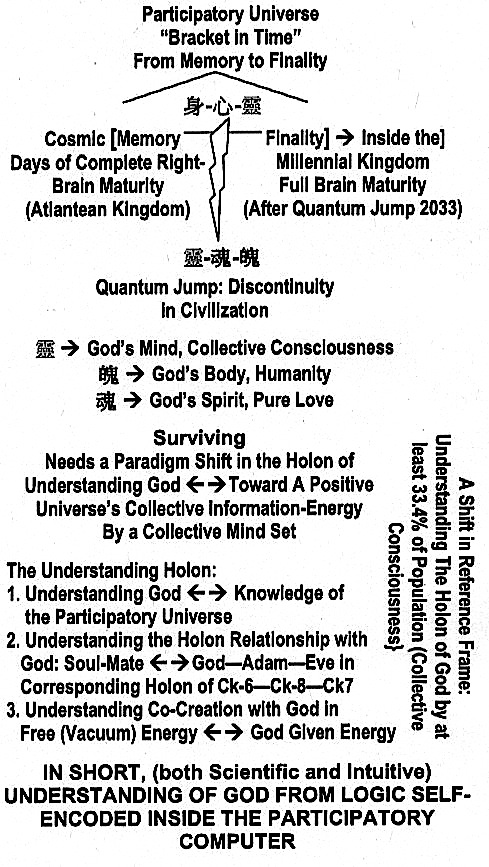 Participatory Universe
“Bracket in Time”
From Memory to Finality
身-心-靈
Cosmic [Memory Finality] → Inside the]
Days of Complete Right-
Brain Maturity
(Atlantean Kingdom)
Millennial Kingdom
Full Brain Maturity
(After Quantum Jump 2033)
靈-魂-魄
Quantum Jump: Discontinuity
in Civilization
靈 → God's Mind, Collective Consciousness
魄 → God's Body, Humanity
魂 → God's Spirit, Pure Love
Surviving
Needs a Paradigm Shift in the Holon of
Understanding God ←→Toward A Positive
Universe's Collective Information-Energy
By a Collective Mind Set
A Shift in Reference Frame:
Understanding The Holon of God by at
least 33.4% of Population (Collective
Consciousness}
The Understanding Holon:
1. Understanding God ←→ Knowledge of
the Participatory Universe
2. Understanding the Holon Relationship with
God: Soul-Mate ←→God—Adam—Eve in
Corresponding Holon of Ck-6—Ck-8—Ck7
3. Understanding Co-Creation with God in
Free (Vacuum) Energy ←→ God Given Energy
IN SHORT, (both Scientific and Intuitive)
UNDERSTANDING OF GOD FROM LOGIC SELF-
ENCODED INSIDE THE PARTICIPATORY
COMPUTER